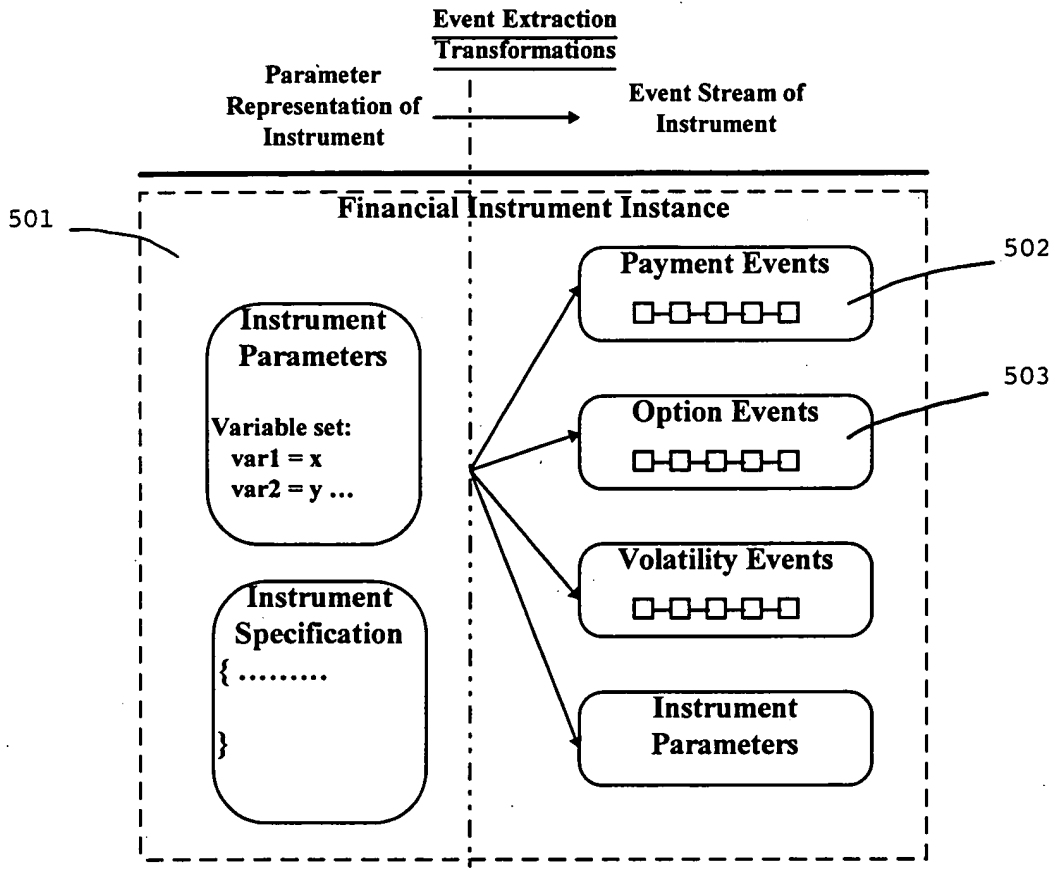 Event Extraction
Transformations
Parameter
Representation of
Instrument
Event Stream of
Instrument
Financial Instrument Instance
501
Instrument
Parameters
Variable set:
var1 = x
var2 = y ...
Instrument
Specification
{ .........
}
Payment Events
502
Option Events
503
Volatility Events
Instrument
Parameters